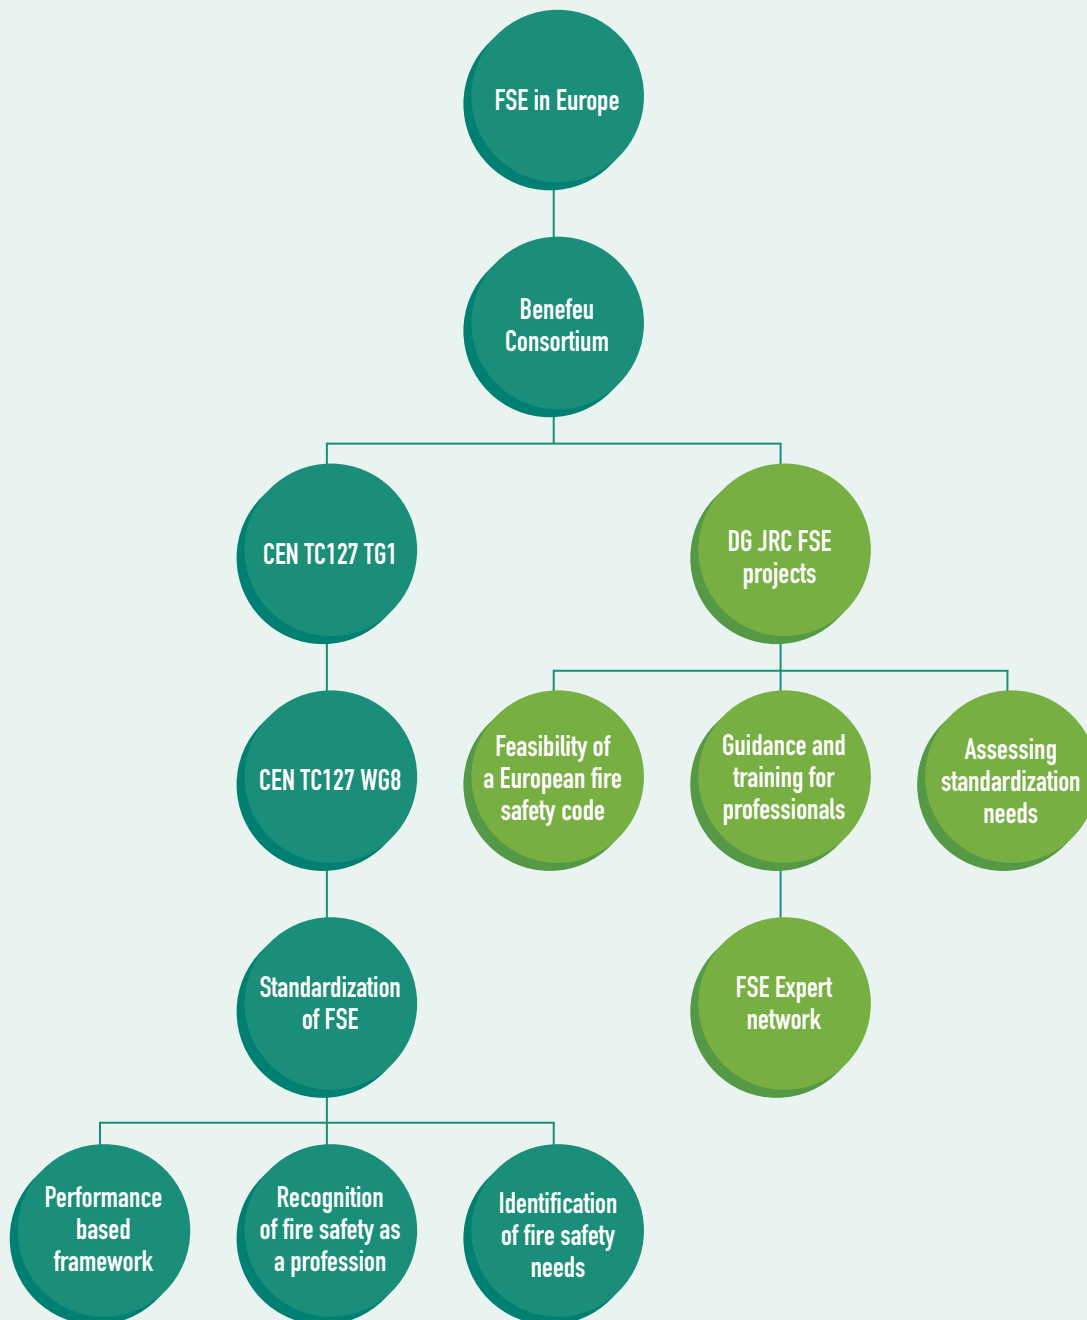 FSE in Europe
Benefeu
Consortium
CEN TC127 TG1
DG JRC FSE
projects
CEN TC127 WG8
Feasibility of
a European fire
safety code
Guidance and
training for
professionals
Assessing
standardization
needs
Standardization
of FSE
FSE Expert
network
Performance
based
framework
Recognition
of fire safety as
a profession
Identification
of fire safety
needs